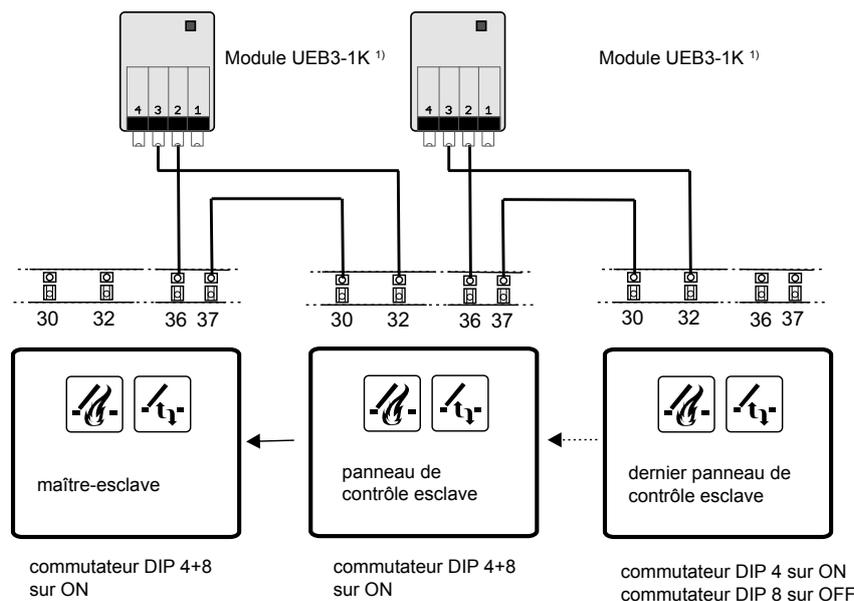 Module UEB3-1K ¹⁾
Module UEB3-1K ¹⁾
4 3 2 1
4 3 2 1
30 32 36 37
30 32 36 37
30 32 36 37
maître-esclave
panneau de
contrôle esclave
dernier panneau de
contrôle esclave
commutateur DIP 4+8
sur ON
commutateur DIP 4+8
sur ON
commutateur DIP 4 sur ON
commutateur DIP 8 sur OFF